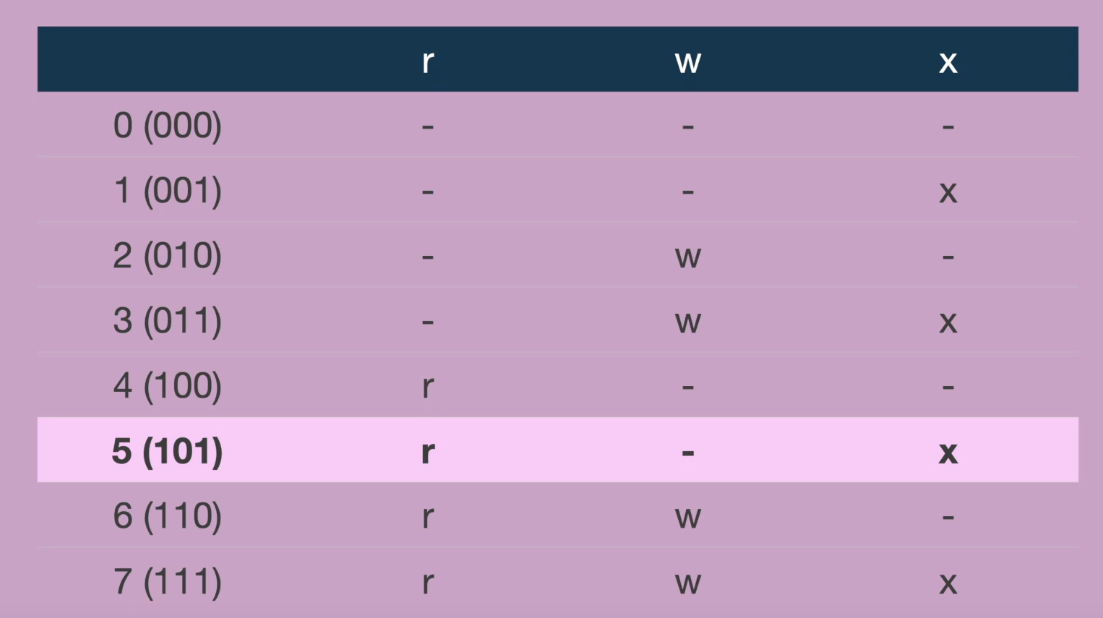 r w x
0 (000) - - -
1 (001) - - x
2 (010) - w -
3 (011) - w x
4 (100) r - -
5 (101) r - x
6 (110) r w -
7 (111) r w x